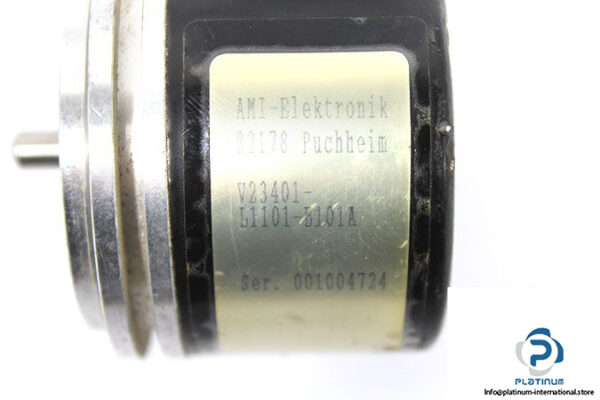 AMI-Elektronik
82178 Puchheim
V23401-
L1101-B101A
Ser. 001004724
PLATINUM
Info@platinum-international.store